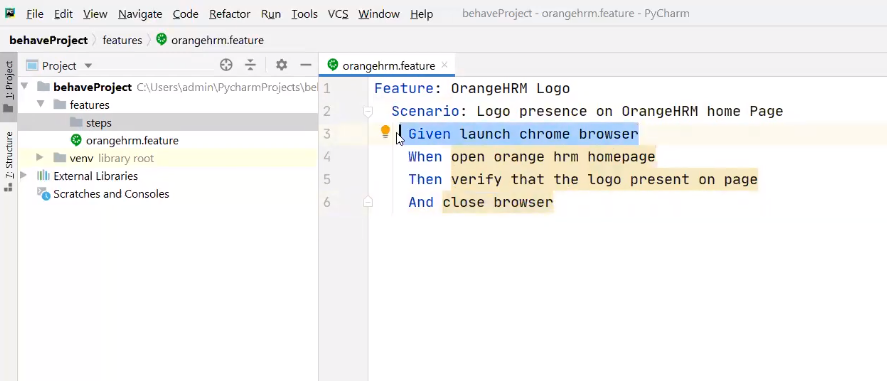 File Edit View Navigate Code Refactor Run Tools VCS Window Help behaveProject - orangehrm.feature - PyCharm
behaveProject features orangehrm.feature
1: Project
Project
orangehrm.feature
behaveProject C:\Users\admin\PycharmProjects\be
features
steps
orangehrm.feature
venv library root
External Libraries
Scratches and Consoles
7: Structure
1 Feature: OrangeHRM Logo
2 Scenario: Logo presence on OrangeHRM home Page
3 Given launch chrome browser
4 When open orange hrm homepage
5 Then verify that the logo present on page
6 And close browser